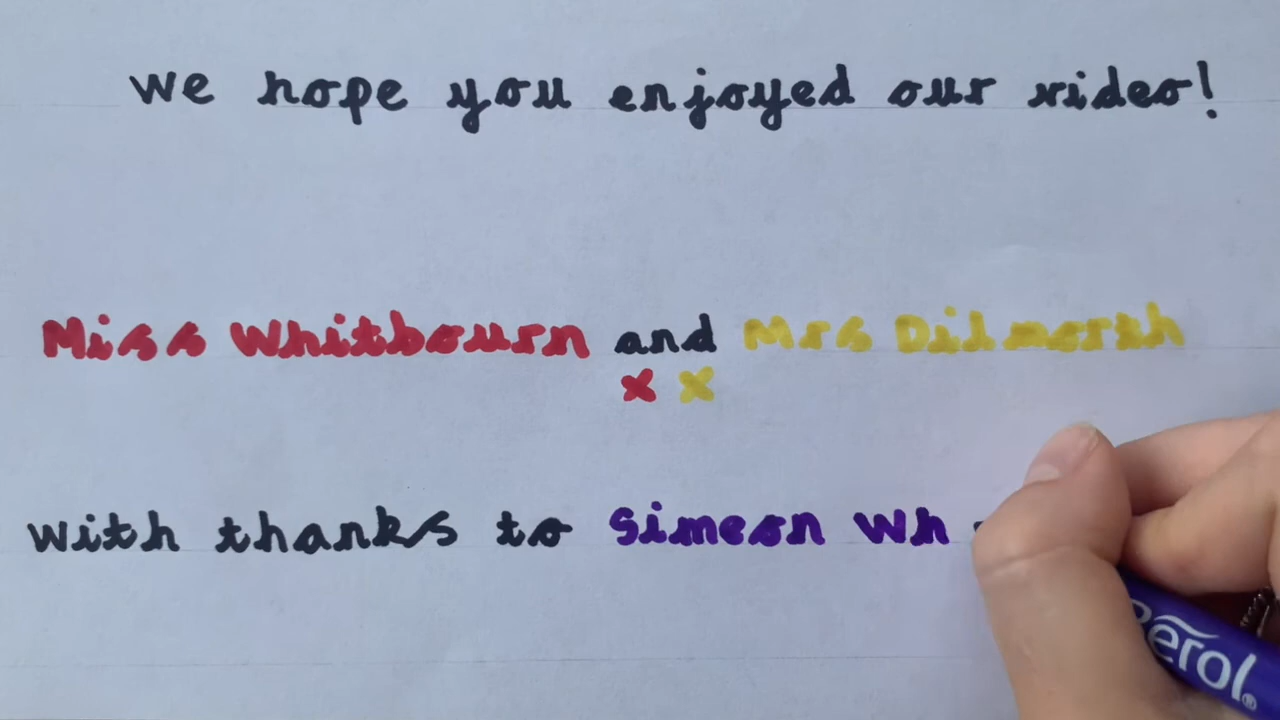 we hope you enjoyed our video!
Miss Whitbourn and Mrs Dilworth
x x
with thanks to Simeon Wh
Berol®